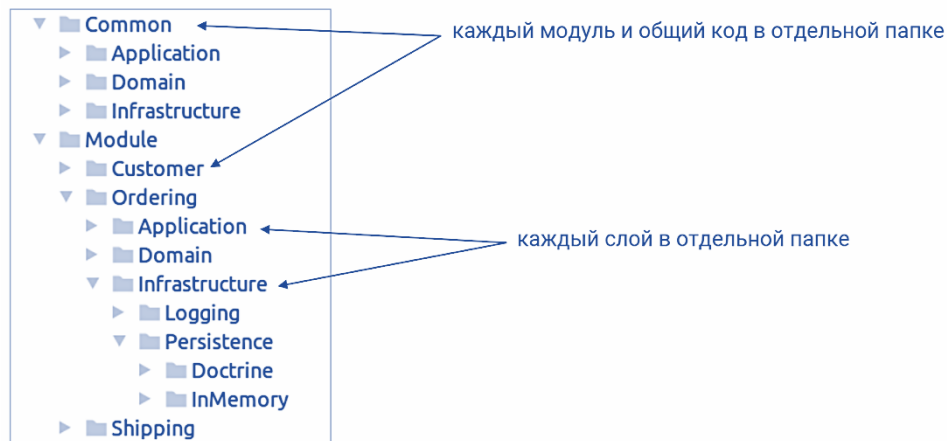 Common
каждый модуль и общий код в отдельной папке
Application
Domain
Infrastructure
Module
Customer
Ordering
Application
каждый слой в отдельной папке
Domain
Infrastructure
Logging
Persistence
Doctrine
InMemory
Shipping